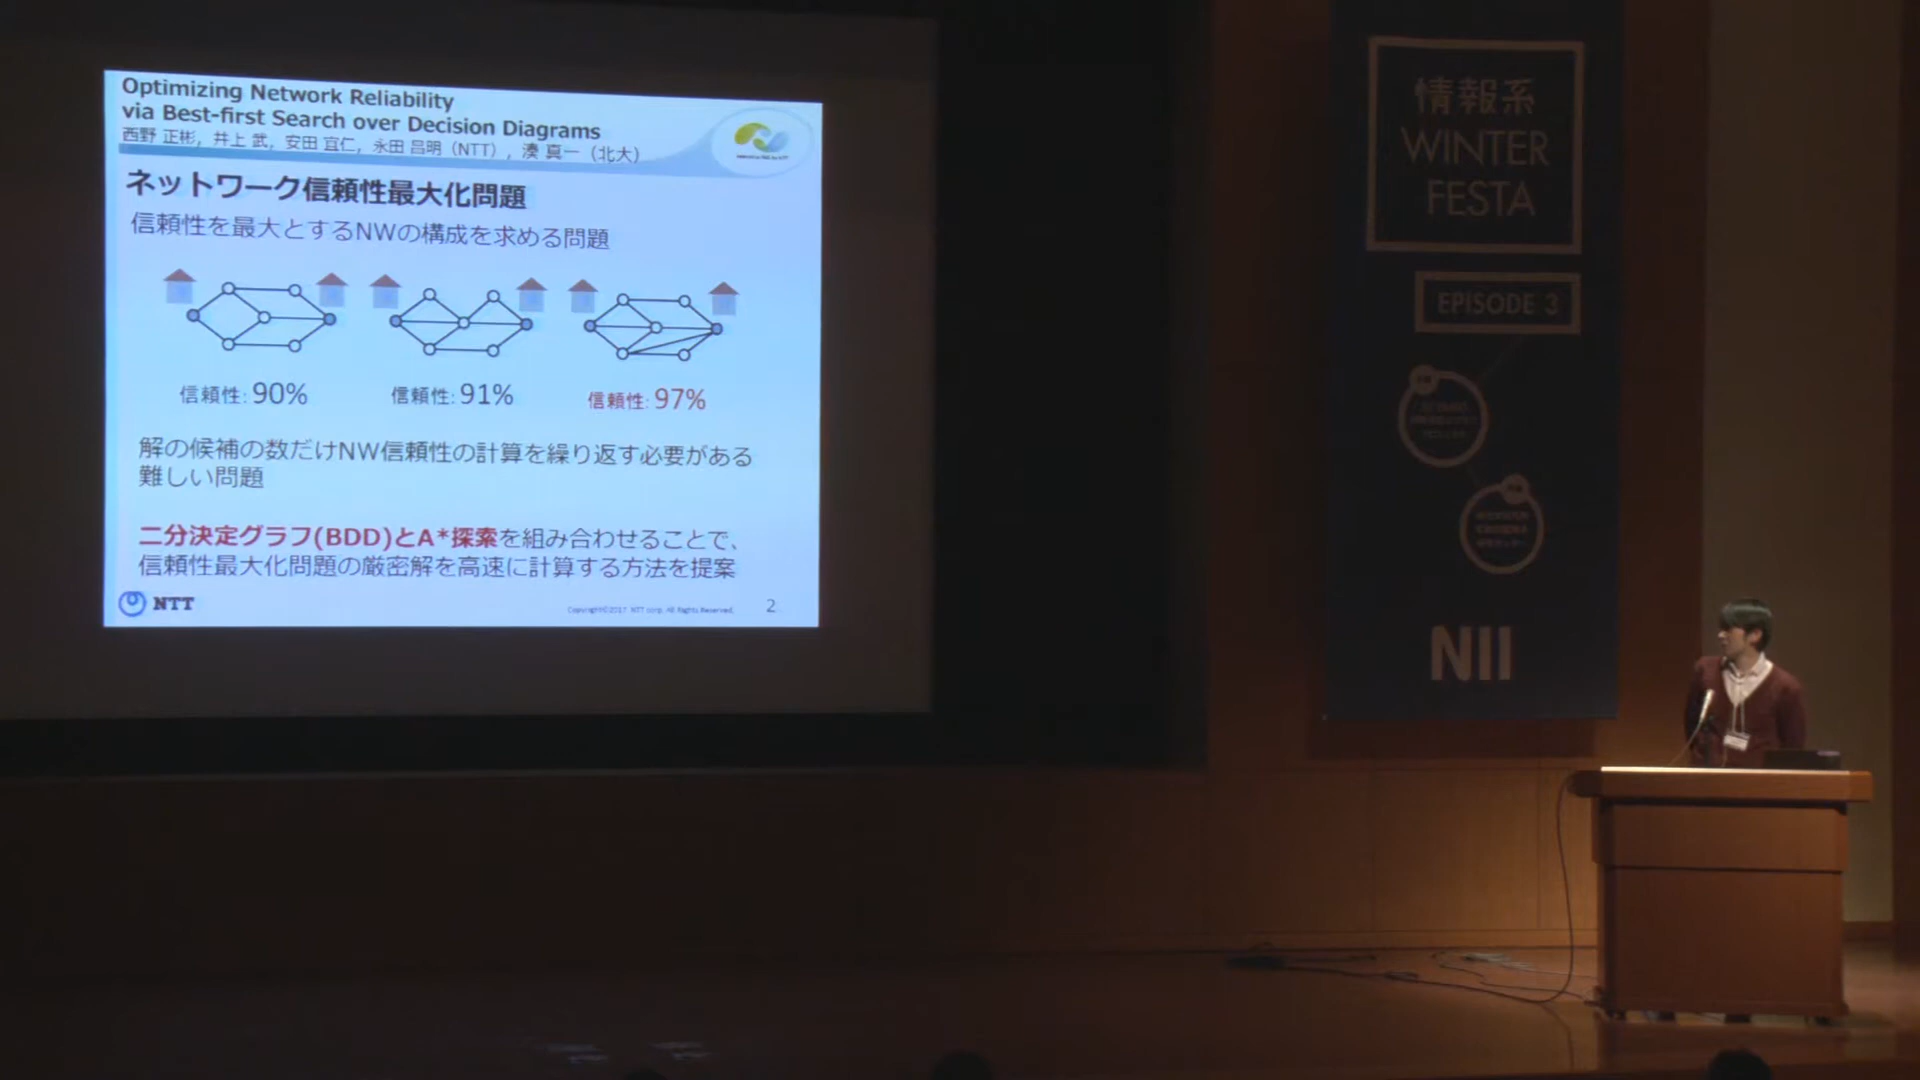 Optimizing Network Reliability
via Best-first Search over Decision Diagrams
西野 正彬，井上 武，安田 宜仁，永田 昌明（NTT），湊 真一（北大）
ネットワーク信頼性最大化問題
信頼性を最大とするNWの構成を求める問題
信頼性: 90%
信頼性: 91%
信頼性: 97%
解の候補の数だけNW信頼性の計算を繰り返す必要がある
難しい問題
二分決定グラフ(BDD)とA*探索を組み合わせることで、
信頼性最大化問題の厳密解を高速に計算する方法を提案
NTT
Copyright©2017 NTT corp. All Rights Reserved.
2
情報系
WINTER
FESTA
EPISODE 3
NII